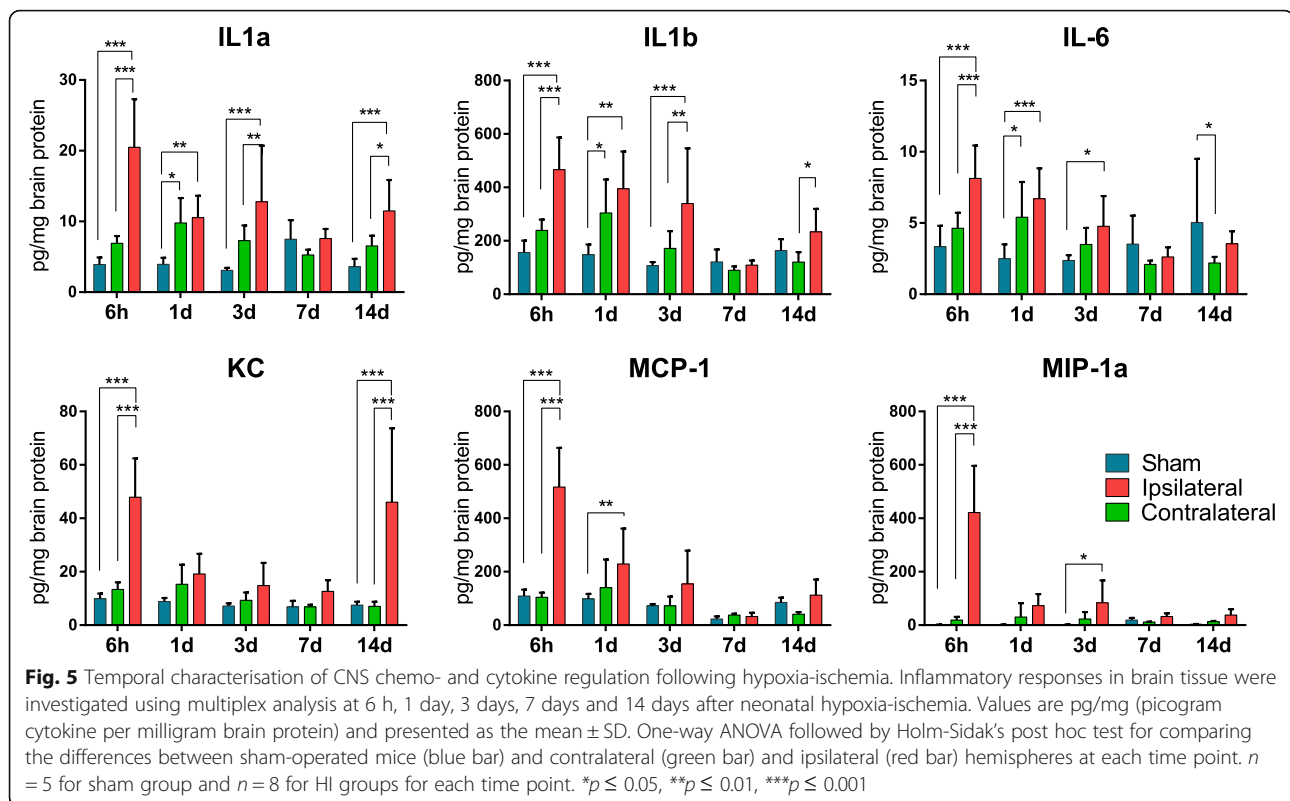 IL1a
IL1b
IL-6
pg/mg brain protein
30
20
10
0
***
***
**
*
***
**
***
*
6h 1d 3d 7d 14d
pg/mg brain protein
800
600
400
200
0
***
***
**
*
***
**
*
6h 1d 3d 7d 14d
pg/mg brain protein
15
10
5
0
***
***
***
*
*
*
6h 1d 3d 7d 14d
KC
MCP-1
MIP-1a
pg/mg brain protein
80
60
40
20
0
***
***
***
***
6h 1d 3d 7d 14d
pg/mg brain protein
800
600
400
200
0
***
***
**
6h 1d 3d 7d 14d
pg/mg brain protein
800
600
400
200
0
***
***
*
6h 1d 3d 7d 14d
Sham
Ipsilateral
Contralateral
Fig. 5 Temporal characterisation of CNS chemo- and cytokine regulation following hypoxia-ischemia. Inflammatory responses in brain tissue were
investigated using multiplex analysis at 6 h, 1 day, 3 days, 7 days and 14 days after neonatal hypoxia-ischemia. Values are pg/mg (picogram
cytokine per milligram brain protein) and presented as the mean ± SD. One-way ANOVA followed by Holm-Sidak's post hoc test for comparing
the differences between sham-operated mice (blue bar) and contralateral (green bar) and ipsilateral (red bar) hemispheres at each time point. n
= 5 for sham group and n = 8 for HI groups for each time point. *p ≤ 0.05, **p ≤ 0.01, ***p ≤ 0.001